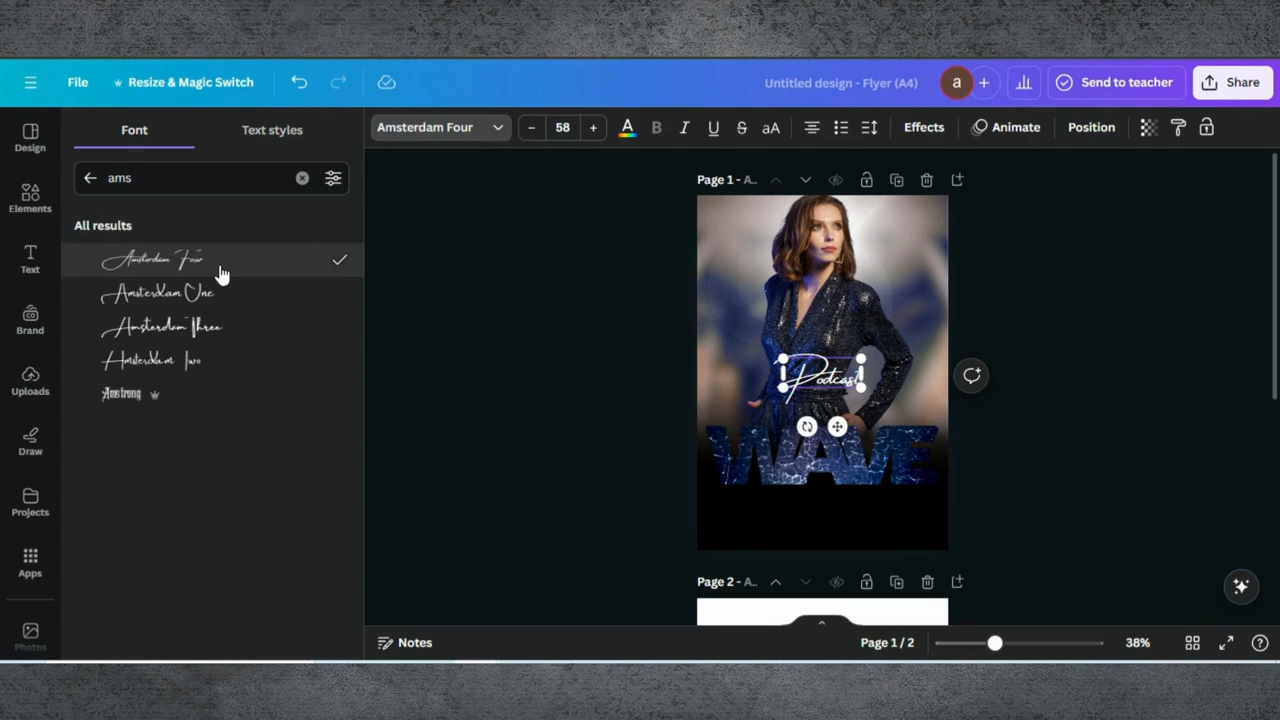 File
Resize & Magic Switch
Untitled design - Flyer (A4)
a
Send to teacher
Share
Design
Elements
Text
Brand
Uploads
Draw
Projects
Apps
Photos
Font
Text styles
ams
All results
Amsterdam Four
Amsterdam One
Amsterdam Three
Amsterdam Two
Amstrong
Amsterdam Four
58
A B I U S aA
Effects
Animate
Position
Page 1 - A..
Podcast
WAVE
Page 2 - A..
Notes
Page 1 / 2
38%